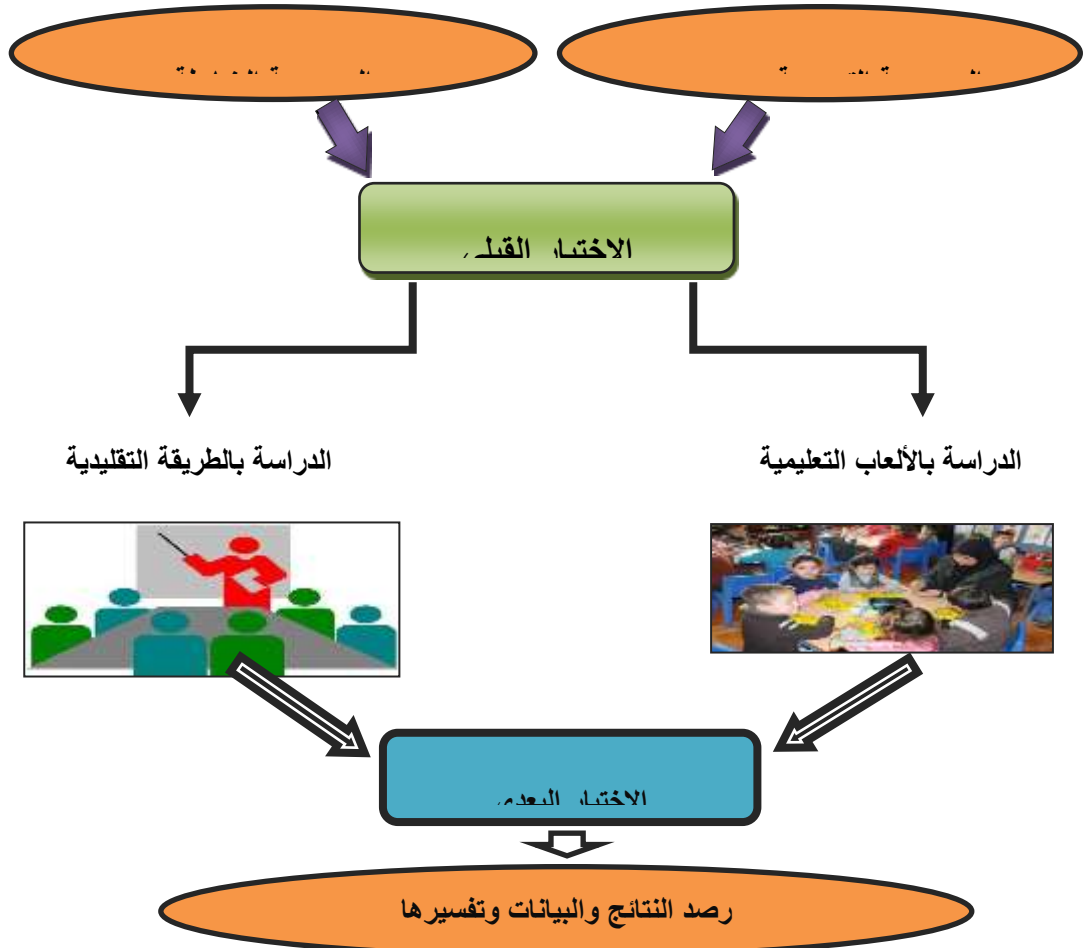 الاختبار القبلي
الدراسة بالألعاب التعليمية
الدراسة بالطريقة التقليدية
الاختبار البعدي
رصد النتائج والبيانات وتفسيرها